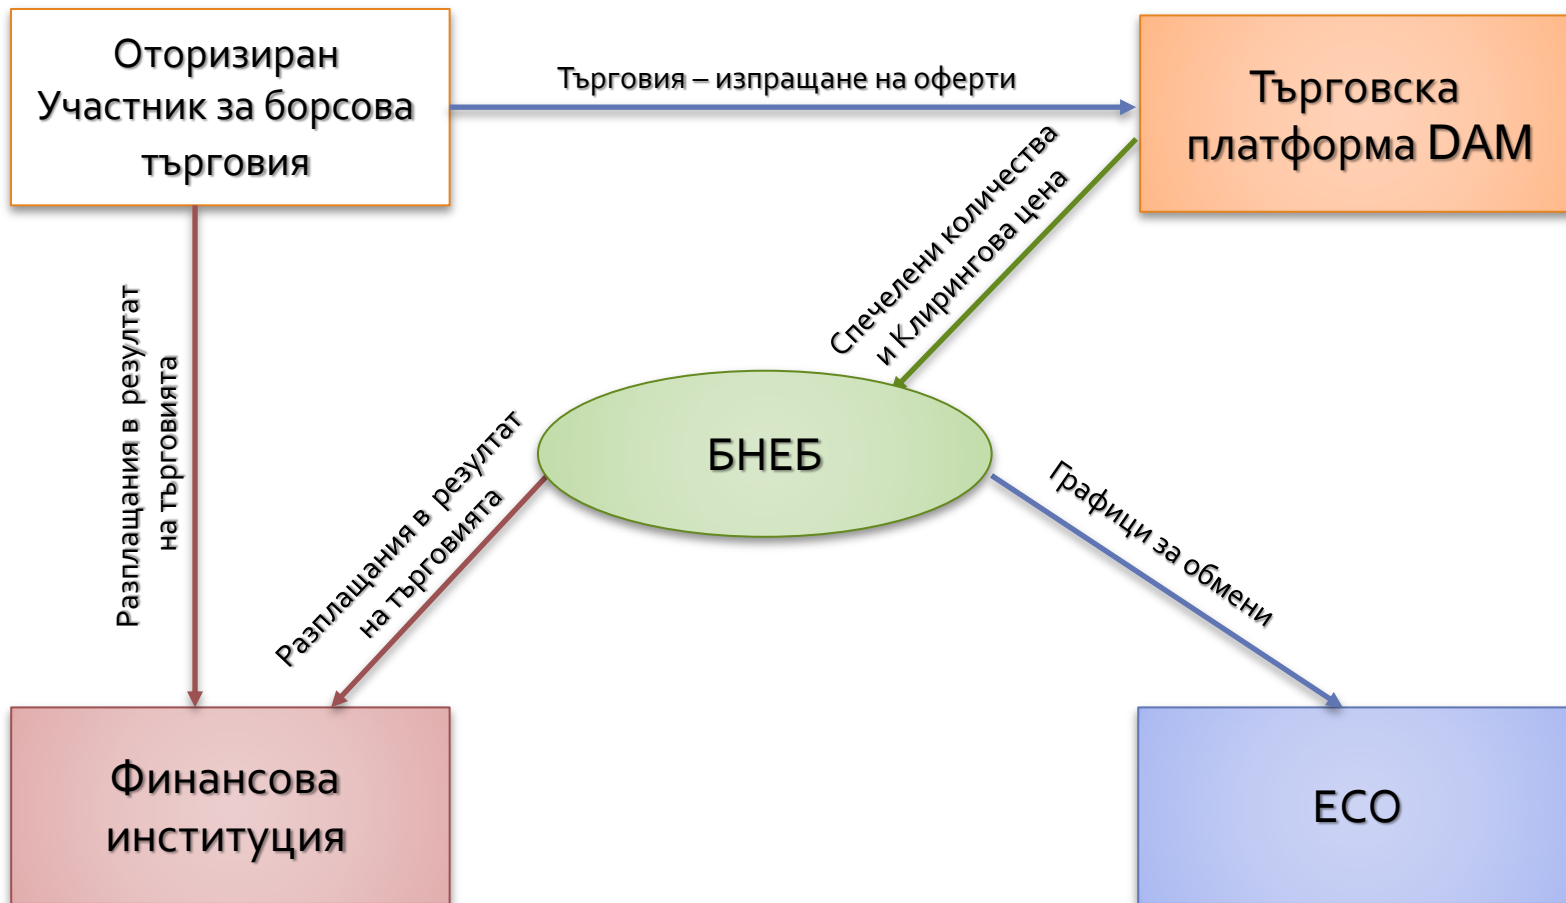 Оторизиран
Участник за борсова
търговия
Търговия – изпращане на оферти
Търговска
платформа DAM
Спечелени количества
и Клирингова цена
Разплащания в резултат
на търговията
БНЕБ
Разплащания в резултат
на търговията
Графици за обмени
Финансова
институция
ЕСО